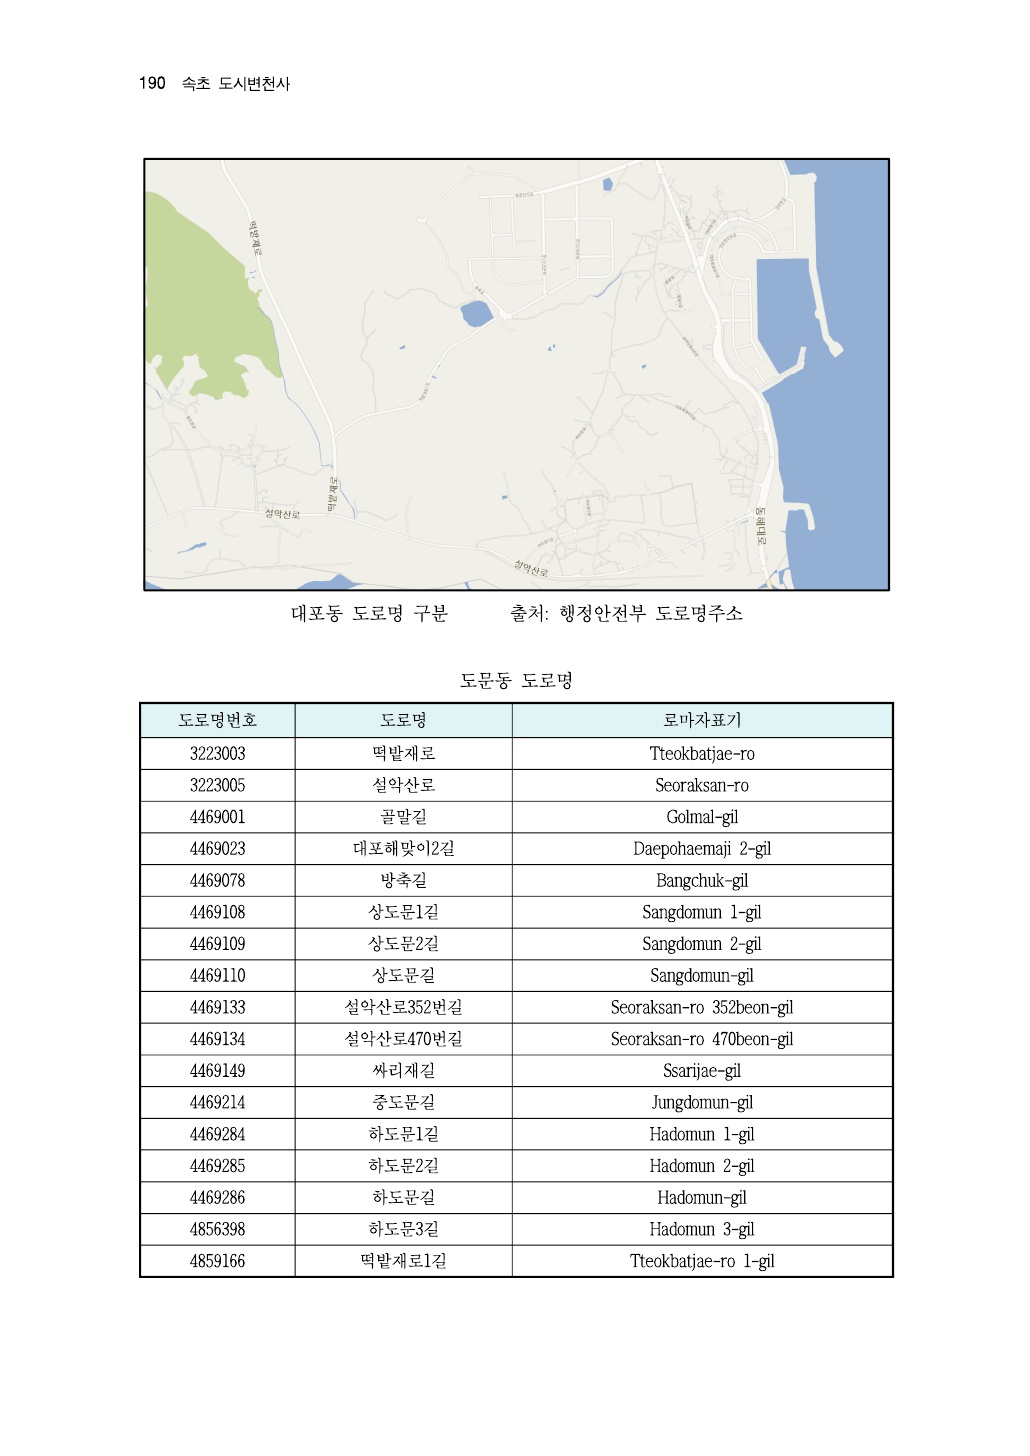 190 속초 도시변천사
떡밭재로
떡밭재로
설악산로
설악산로
동해대로
대포동 도로명 구분 출처: 행정안전부 도로명주소
도문동 도로명
도로명번호 도로명 로마자표기
3223003 떡밭재로 Tteokbatjae-ro
3223005 설악산로 Seoraksan-ro
4469001 골말길 Golmal-gil
4469023 대포해맞이2길 Daepohaemaji 2-gil
4469078 방축길 Bangchuk-gil
4469108 상도문1길 Sangdomun 1-gil
4469109 상도문2길 Sangdomun 2-gil
4469110 상도문길 Sangdomun-gil
4469133 설악산로352번길 Seoraksan-ro 352beon-gil
4469134 설악산로470번길 Seoraksan-ro 470beon-gil
4469149 싸리재길 Ssarijae-gil
4469214 중도문길 Jungdomun-gil
4469284 하도문1길 Hadomun 1-gil
4469285 하도문2길 Hadomun 2-gil
4469286 하도문길 Hadomun-gil
4856398 하도문3길 Hadomun 3-gil
4859166 떡밭재로1길 Tteokbatjae-ro 1-gil